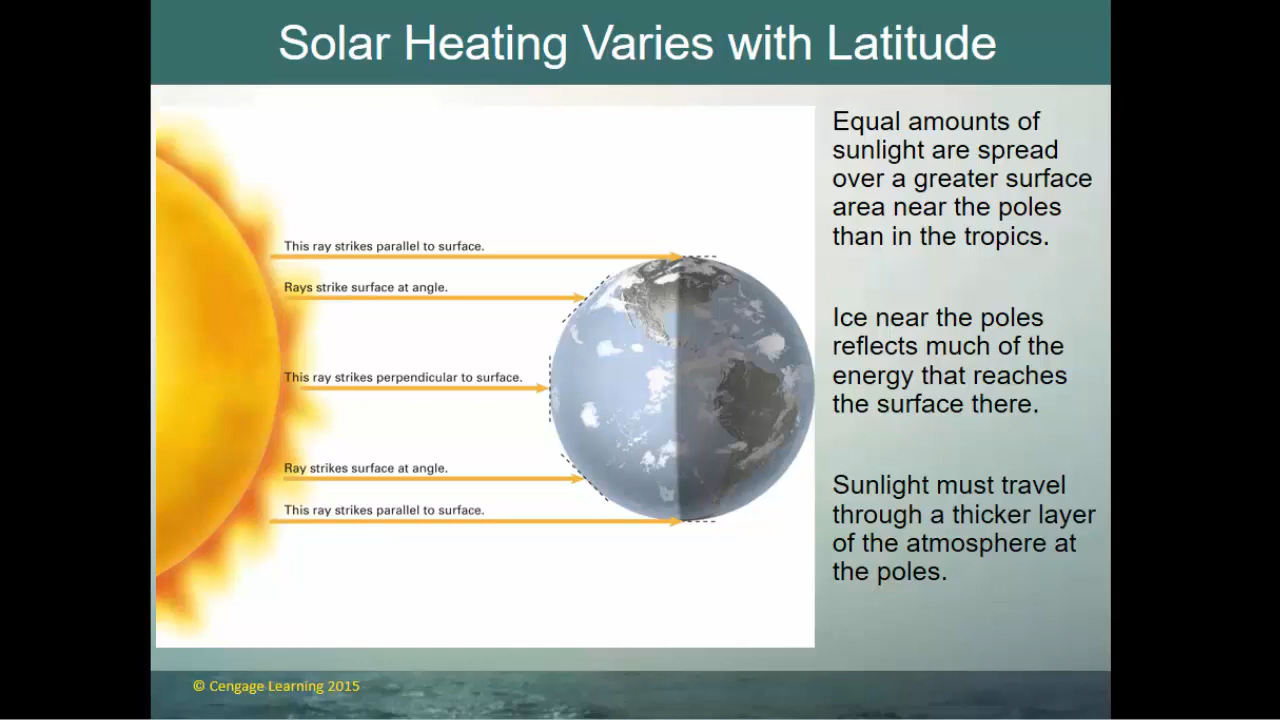 Solar Heating Varies with Latitude
This ray strikes parallel to surface.
Rays strike surface at angle.
This ray strikes perpendicular to surface.
Ray strikes surface at angle.
This ray strikes parallel to surface.
Equal amounts of
sunlight are spread
over a greater surface
area near the poles
than in the tropics.
Ice near the poles
reflects much of the
energy that reaches
the surface there.
Sunlight must travel
through a thicker layer
of the atmosphere at
the poles.
© Cengage Learning 2015